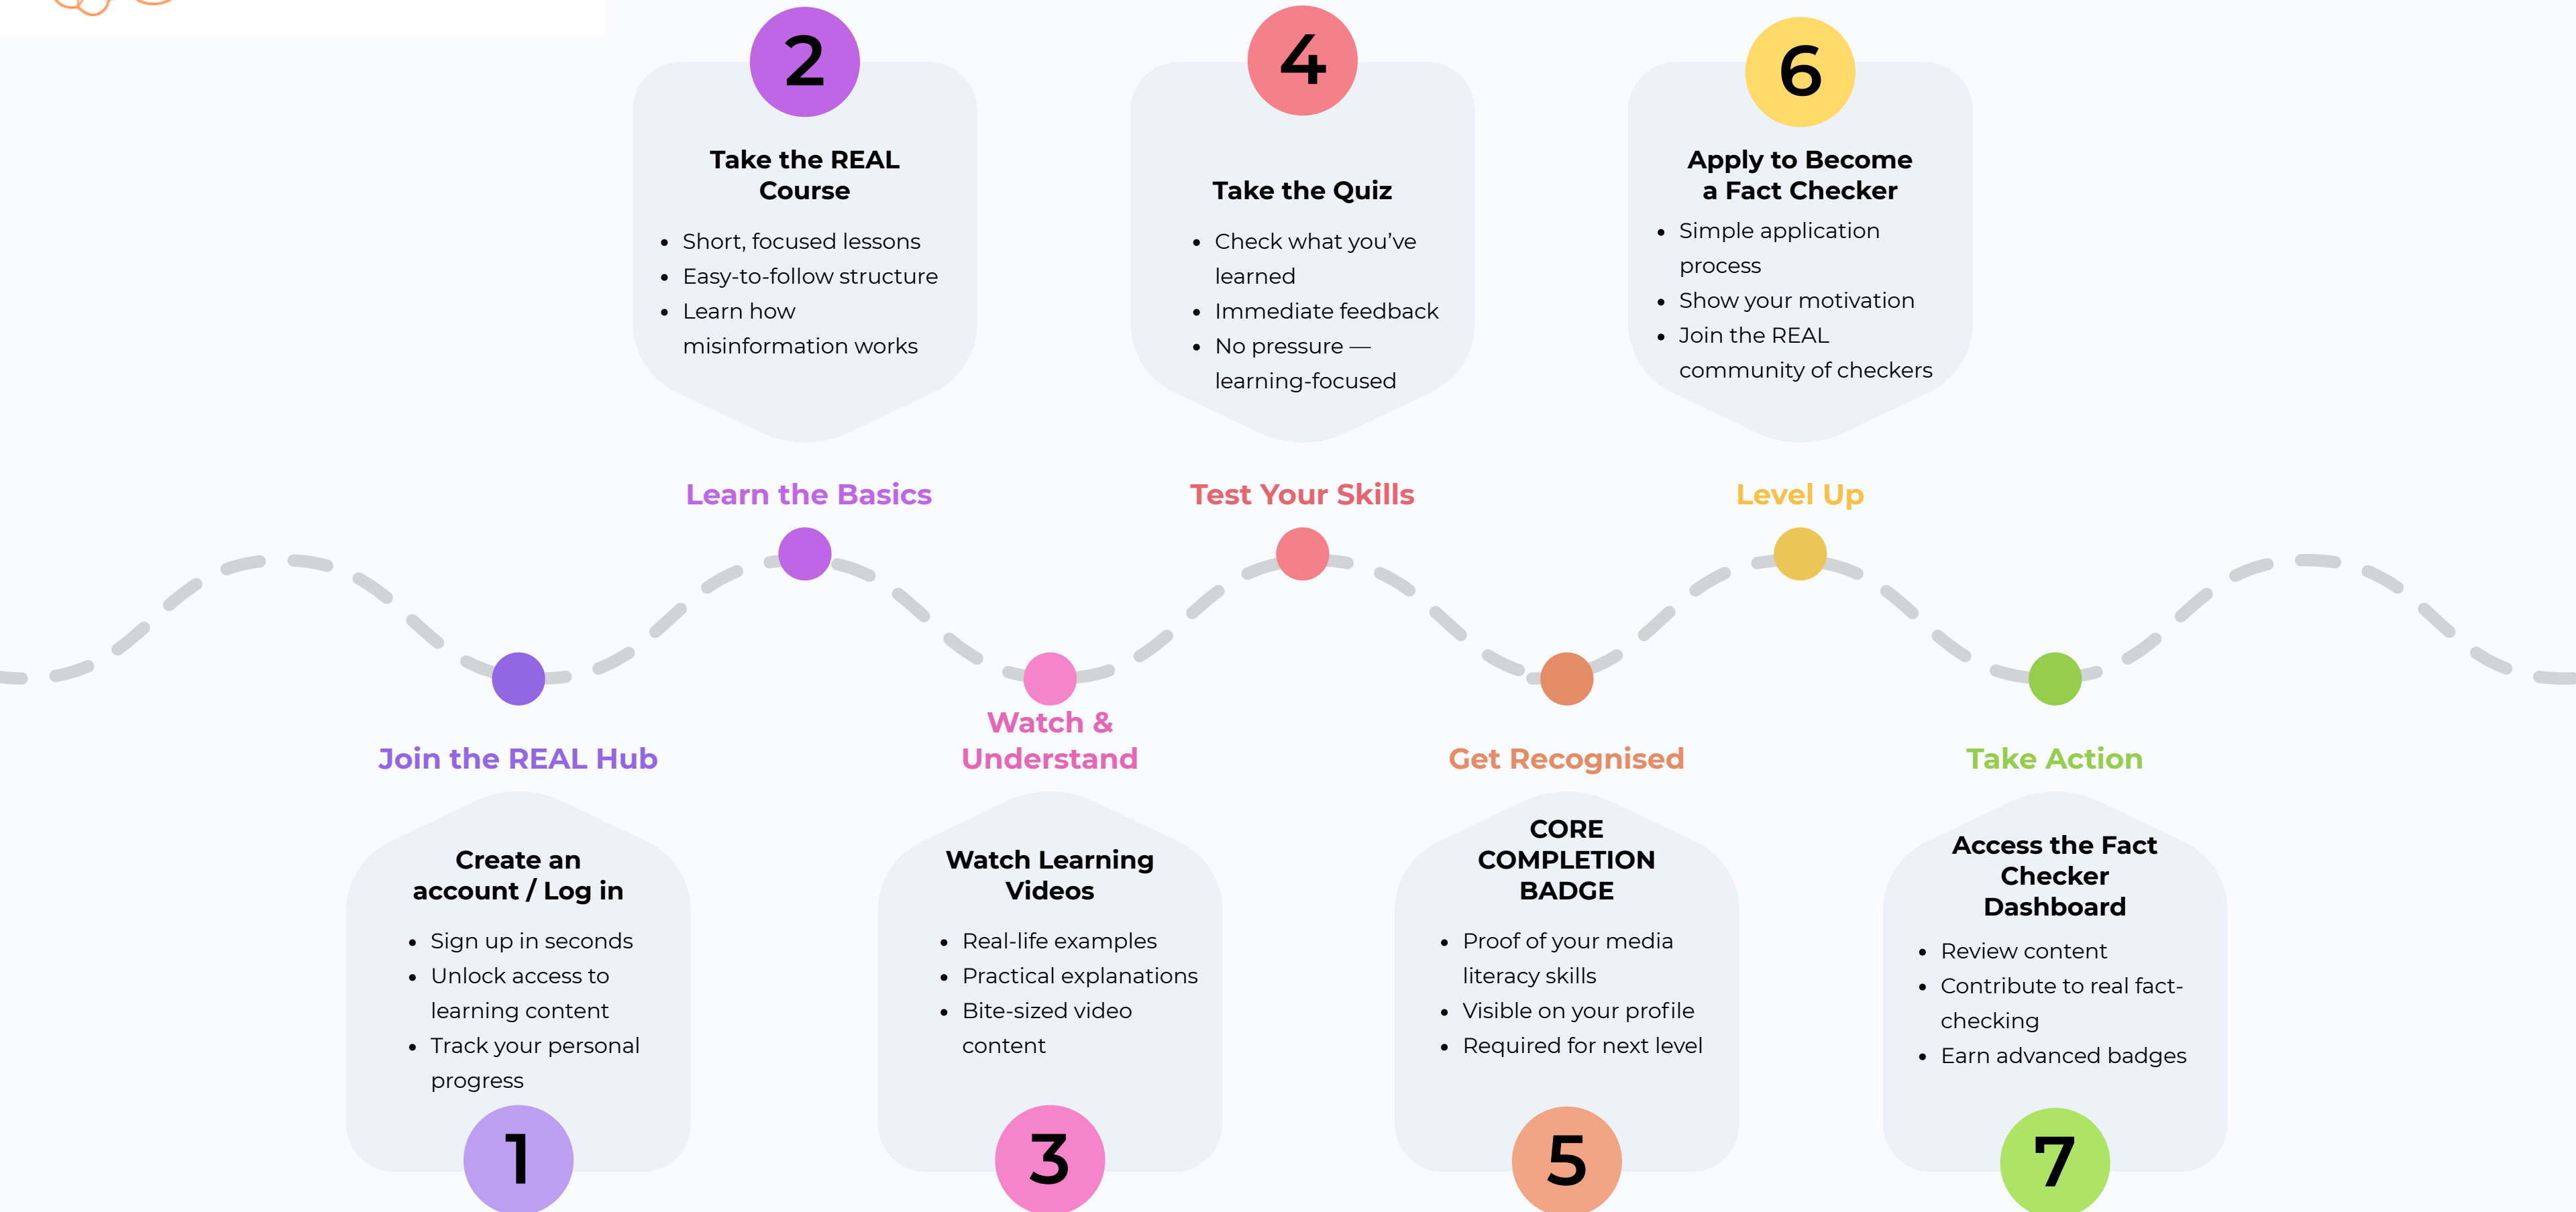 2
Take the REAL
Course
• Short, focused lessons
• Easy-to-follow structure
• Learn how
misinformation works
Learn the Basics
4
Take the Quiz
• Check what you’ve
learned
• Immediate feedback
• No pressure —
learning-focused
Test Your Skills
6
Apply to Become
a Fact Checker
• Simple application
process
• Show your motivation
• Join the REAL
community of checkers
Level Up
Join the REAL Hub
Create an
account / Log in
• Sign up in seconds
• Unlock access to
learning content
• Track your personal
progress
1
Watch &
Understand
Watch Learning
Videos
• Real-life examples
• Practical explanations
• Bite-sized video
content
3
Get Recognised
CORE
COMPLETION
BADGE
• Proof of your media
literacy skills
• Visible on your profile
• Required for next level
5
Take Action
Access the Fact
Checker
Dashboard
• Review content
• Contribute to real fact-
checking
• Earn advanced badges
7